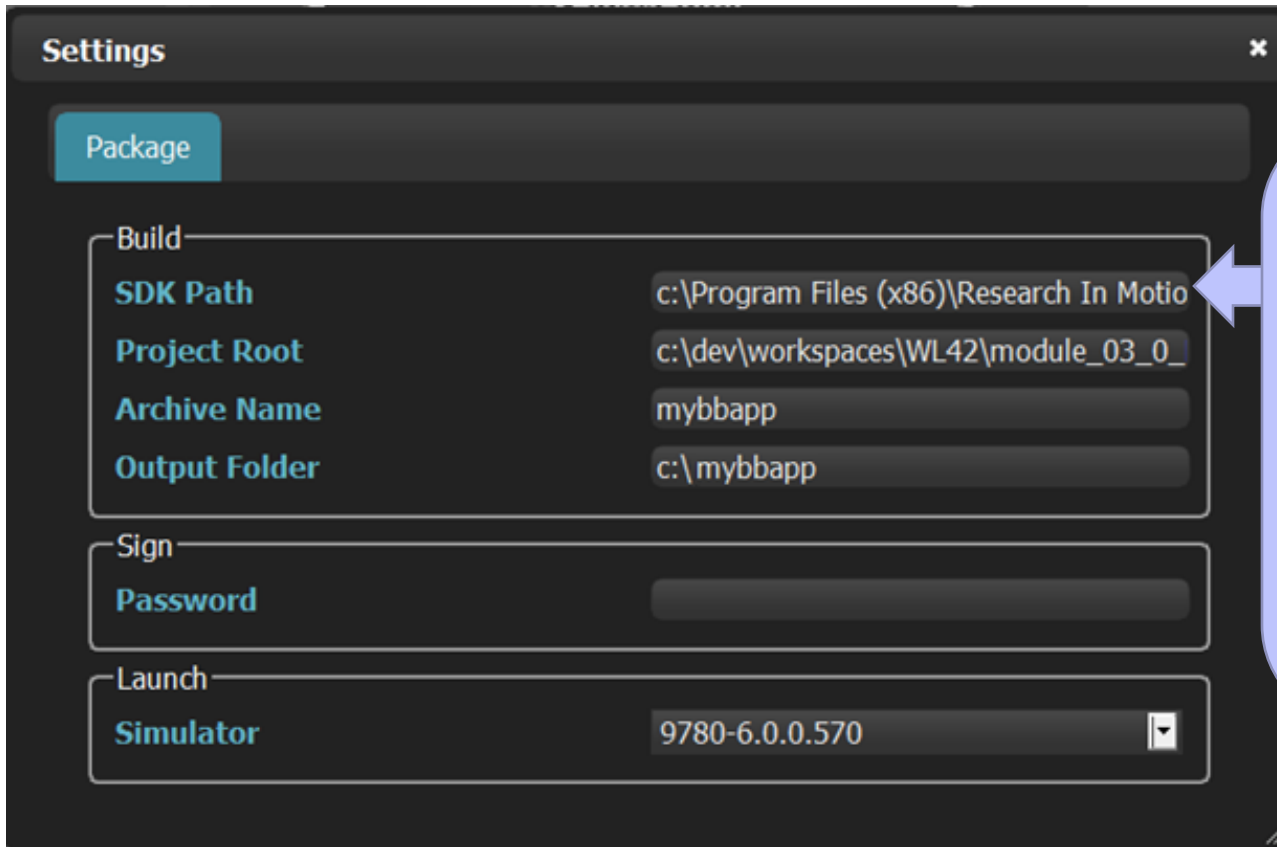 Settings
Package
Build
SDK Path c:\Program Files (x86)\Research In Motio
Project Root c:\dev\workspaces\WL42\module_03_0_
Archive Name mybbapp
Output Folder c:\mybbapp
Sign
Password
Launch
Simulator 9780-6.0.0.570